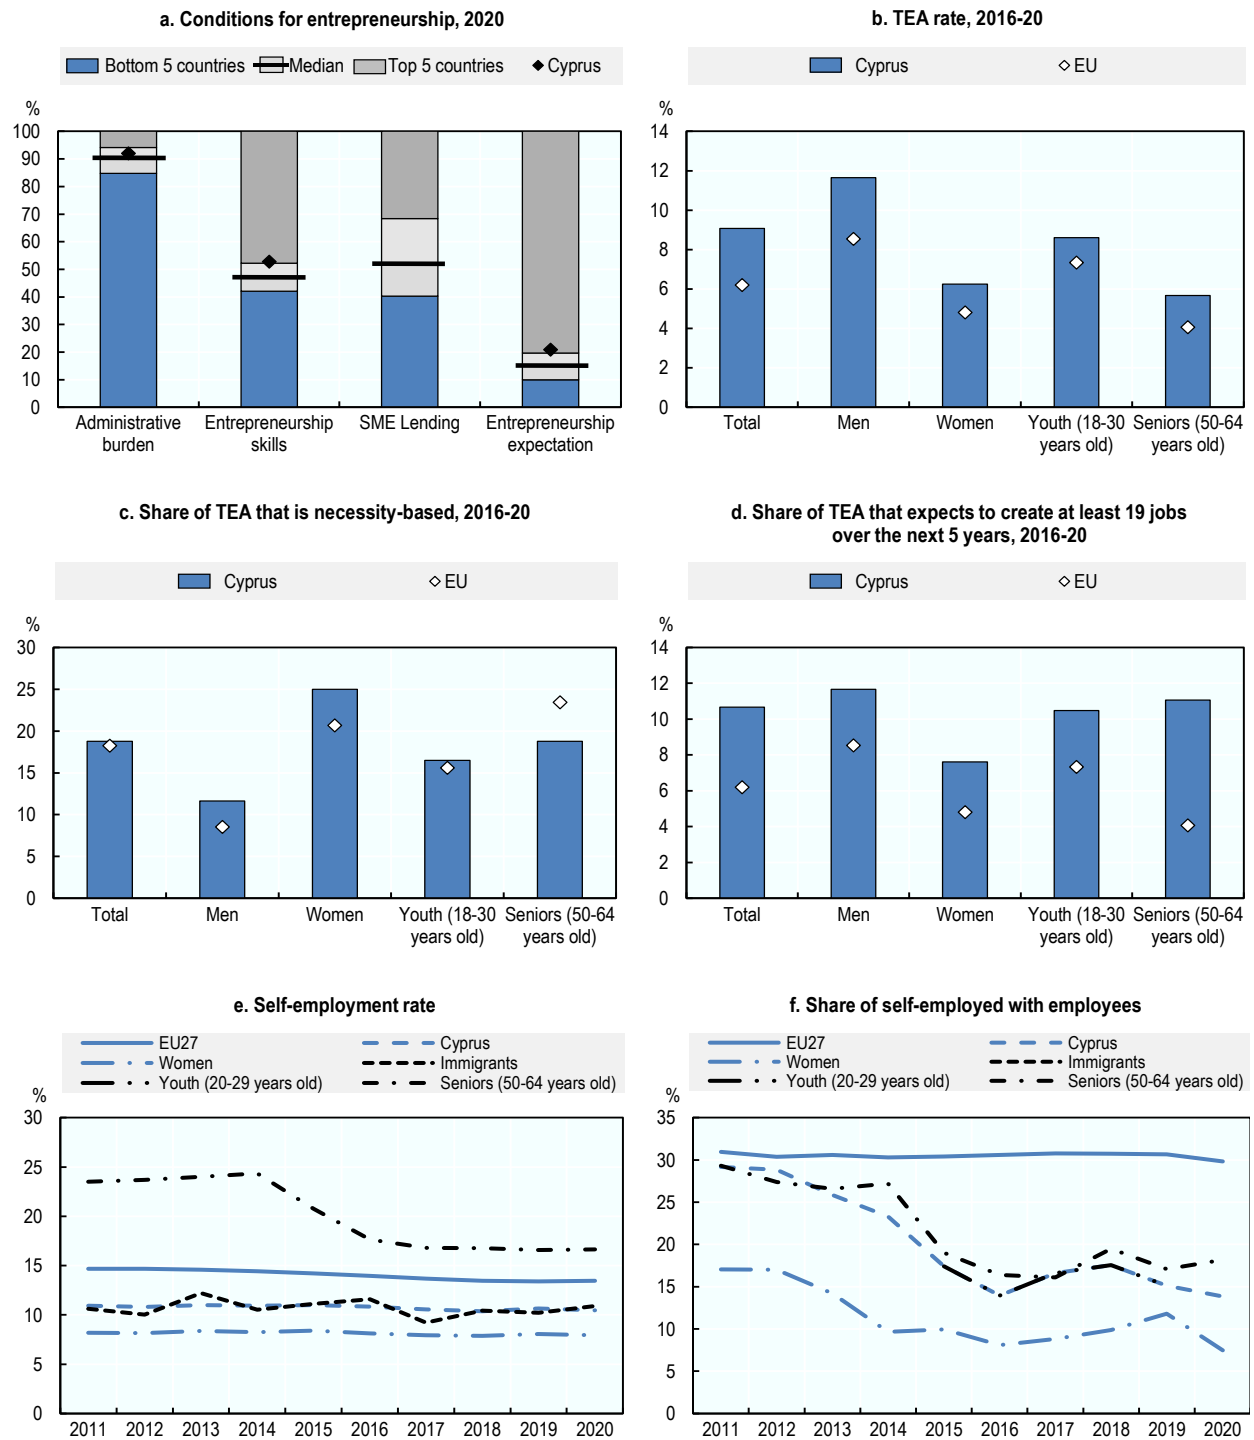 a. Conditions for entrepreneurship, 2020
Bottom 5 countries Median Top 5 countries Cyprus
%
100
90
80
70
60
50
40
30
20
10
0
Administrative burden
Entrepreneurship skills
SME Lending
Entrepreneurship expectation
b. TEA rate, 2016-20
Cyprus EU
%
14
12
10
8
6
4
2
0
Total Men Women Youth (18-30 Seniors (50-64
years old) years old)
c. Share of TEA that is necessity-based, 2016-20
Cyprus EU
%
30
25
20
15
10
5
0
Total Men Women Youth (18-30 Seniors (50-64
years old) years old)
d. Share of TEA that expects to create at least 19 jobs
over the next 5 years, 2016-20
Cyprus EU
%
14
12
10
8
6
4
2
0
Total Men Women Youth (18-30 Seniors (50-64
years old) years old)
e. Self-employment rate
EU27 Cyprus
Women Immigrants
Youth (20-29 years old) Seniors (50-64 years old)
%
30
25
20
15
10
5
0
2011 2012 2013 2014 2015 2016 2017 2018 2019 2020
f. Share of self-employed with employees
EU27 Cyprus
Women Immigrants
Youth (20-29 years old) Seniors (50-64 years old)
%
35
30
25
20
15
10
5
0
2011 2012 2013 2014 2015 2016 2017 2018 2019 2020